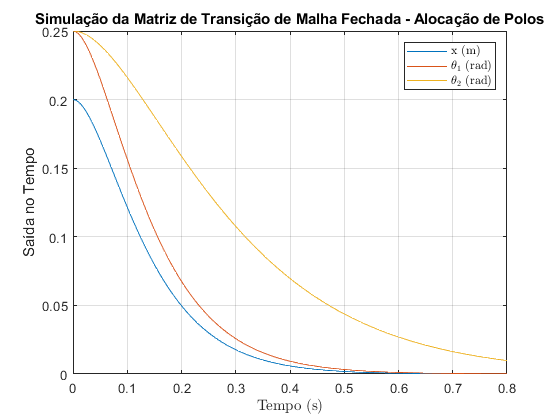 Simulação da Matriz de Transição de Malha Fechada - Alocação de Polos
x (m)
θ₁ (rad)
θ₂ (rad)
Saída no Tempo
0.25
0.2
0.15
0.1
0.05
0
0 0.1 0.2 0.3 0.4 0.5 0.6 0.7 0.8
Tempo (s)